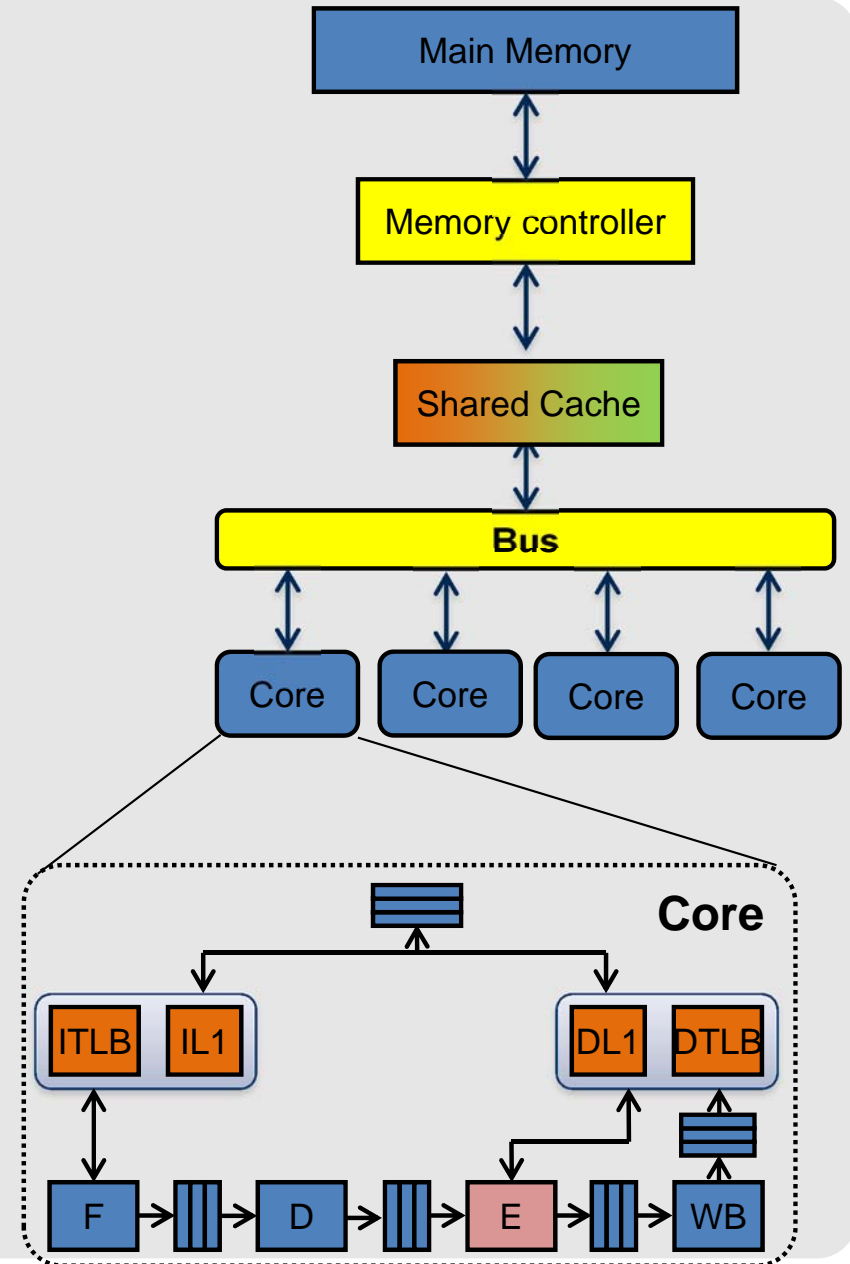 Main Memory
Memory controller
Shared Cache
Bus
Core
Core
Core
Core
Core
ITLB
IL1
DL1
DTLB
F
D
E
WB